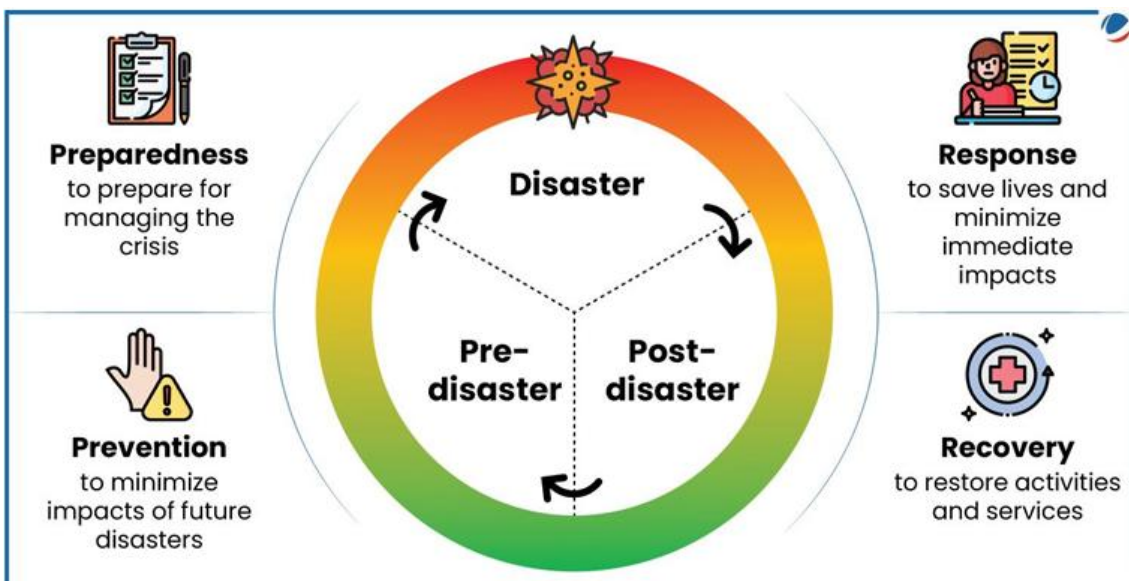 Preparedness
to prepare for
managing the
crisis
Prevention
to minimize
impacts of future
disasters
Disaster
Pre-
disaster
Post-
disaster
Response
to save lives and
minimize
immediate
impacts
Recovery
to restore activities
and services